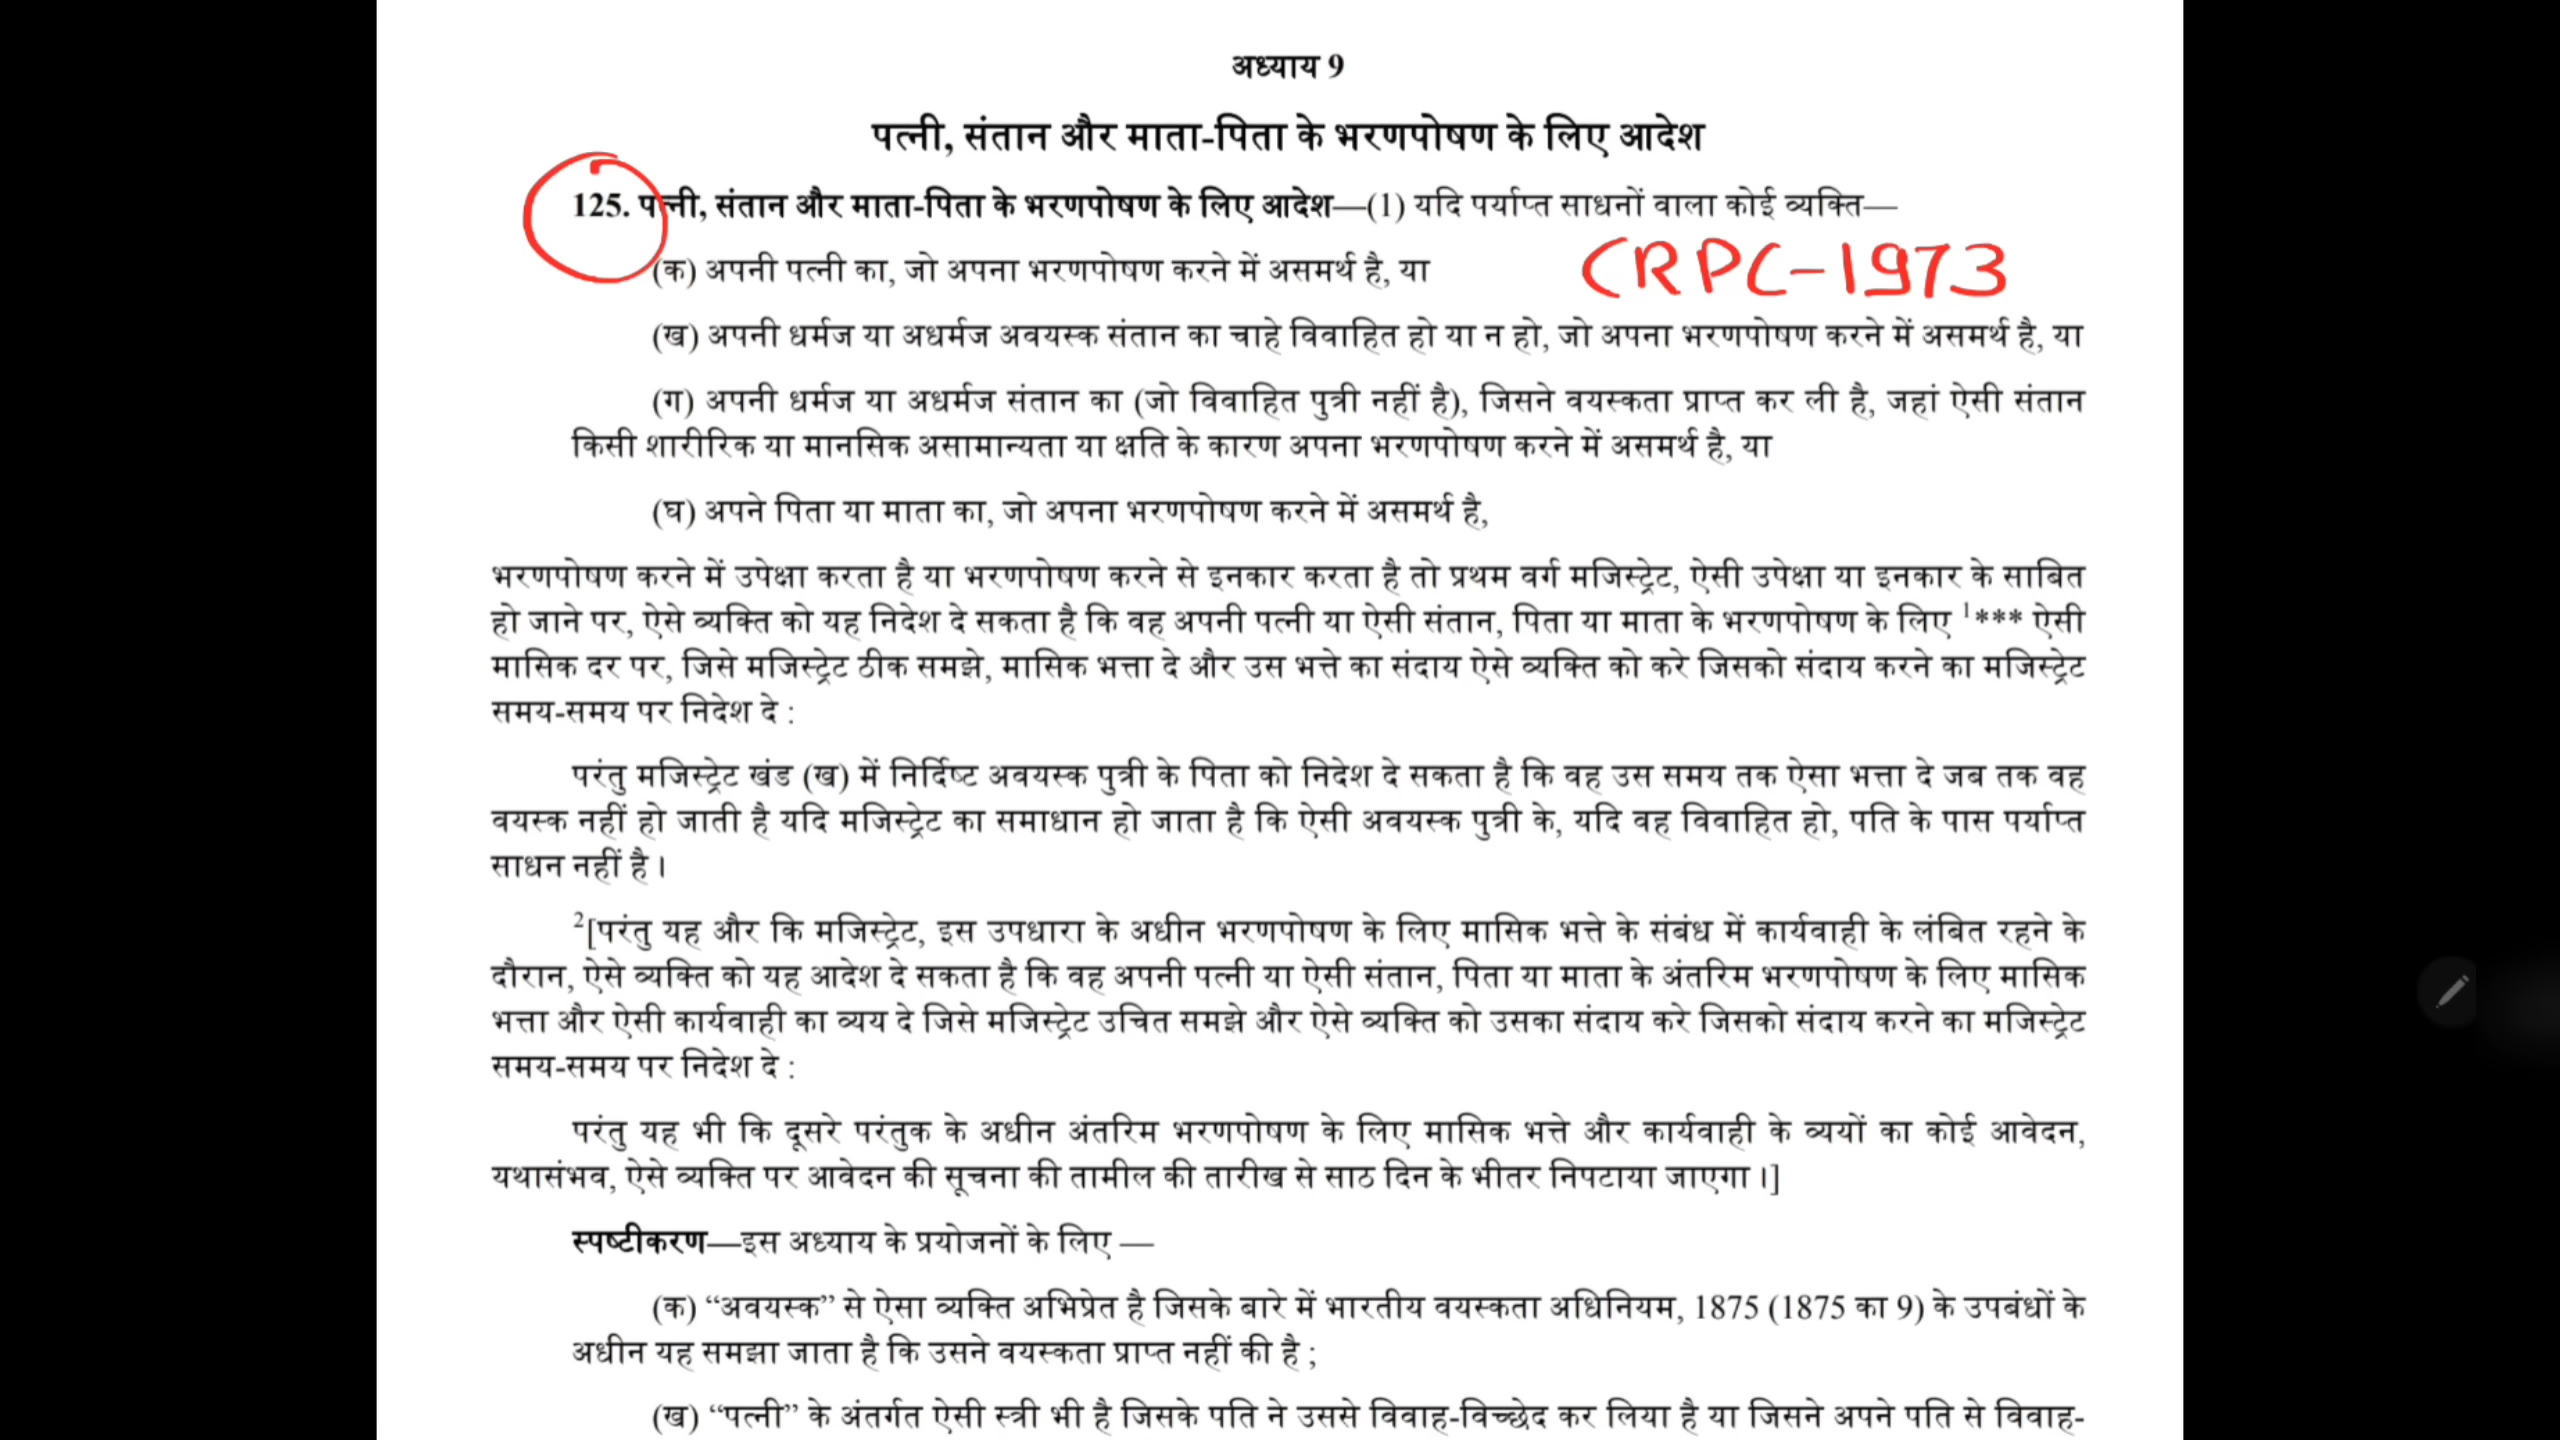 अध्याय 9
पत्नी, संतान और माता-पिता के भरणपोषण के लिए आदेश
125. पत्नी, संतान और माता-पिता के भरणपोषण के लिए आदेश—(1) यदि पर्याप्त साधनों वाला कोई व्यक्ति—
(क) अपनी पत्नी का, जो अपना भरणपोषण करने में असमर्थ है, या
CRPC-1973
(ख) अपनी धर्मज या अधर्मज अवयस्क संतान का चाहे विवाहित हो या न हो, जो अपना भरणपोषण करने में असमर्थ है, या
(ग) अपनी धर्मज या अधर्मज संतान का (जो विवाहित पुत्री नहीं है), जिसने वयस्कता प्राप्त कर ली है, जहां ऐसी संतान
किसी शारीरिक या मानसिक असामान्यता या क्षति के कारण अपना भरणपोषण करने में असमर्थ है, या
(घ) अपने पिता या माता का, जो अपना भरणपोषण करने में असमर्थ है,
भरणपोषण करने में उपेक्षा करता है या भरणपोषण करने से इनकार करता है तो प्रथम वर्ग मजिस्ट्रेट, ऐसी उपेक्षा या इनकार के साबित
हो जाने पर, ऐसे व्यक्ति को यह निदेश दे सकता है कि वह अपनी पत्नी या ऐसी संतान, पिता या माता के भरणपोषण के लिए 1*** ऐसी
मासिक दर पर, जिसे मजिस्ट्रेट ठीक समझे, मासिक भत्ता दे और उस भत्ते का संदाय ऐसे व्यक्ति को करे जिसको संदाय करने का मजिस्ट्रेट
समय-समय पर निदेश दे :
परंतु मजिस्ट्रेट खंड (ख) में निर्दिष्ट अवयस्क पुत्री के पिता को निदेश दे सकता है कि वह उस समय तक ऐसा भत्ता दे जब तक वह
वयस्क नहीं हो जाती है यदि मजिस्ट्रेट का समाधान हो जाता है कि ऐसी अवयस्क पुत्री के, यदि वह विवाहित हो, पति के पास पर्याप्त
साधन नहीं है ।
2[परंतु यह और कि मजिस्ट्रेट, इस उपधारा के अधीन भरणपोषण के लिए मासिक भत्ते के संबंध में कार्यवाही के लंबित रहने के
दौरान, ऐसे व्यक्ति को यह आदेश दे सकता है कि वह अपनी पत्नी या ऐसी संतान, पिता या माता के अंतरिम भरणपोषण के लिए मासिक
भत्ता और ऐसी कार्यवाही का व्यय दे जिसे मजिस्ट्रेट उचित समझे और ऐसे व्यक्ति को उसका संदाय करे जिसको संदाय करने का मजिस्ट्रेट
समय-समय पर निदेश दे :
परंतु यह भी कि दूसरे परंतुक के अधीन अंतरिम भरणपोषण के लिए मासिक भत्ते और कार्यवाही के व्ययों का कोई आवेदन,
यथासंभव, ऐसे व्यक्ति पर आवेदन की सूचना की तामील की तारीख से साठ दिन के भीतर निपटाया जाएगा ।]
स्पष्टीकरण—इस अध्याय के प्रयोजनों के लिए —
(क) “अवयस्क” से ऐसा व्यक्ति अभिप्रेत है जिसके बारे में भारतीय वयस्कता अधिनियम, 1875 (1875 का 9) के उपबंधों के
अधीन यह समझा जाता है कि उसने वयस्कता प्राप्त नहीं की है ;
(ख) “पत्नी” के अंतर्गत ऐसी स्त्री भी है जिसके पति ने उससे विवाह-विच्छेद कर लिया है या जिसने अपने पति से विवाह-